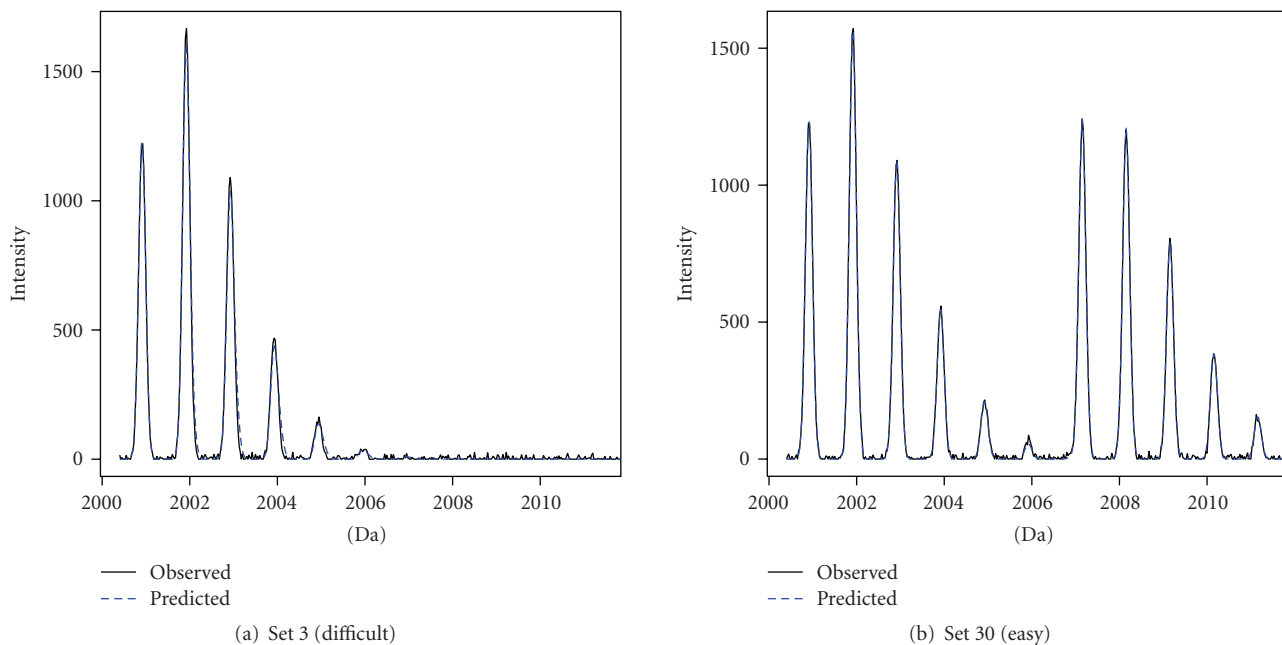 1500
1000
500
0
Intensity
2000 2002 2004 2006 2008 2010
(Da)
Observed
Predicted
(a) Set 3 (difficult)
1500
1000
500
0
Intensity
2000 2002 2004 2006 2008 2010
(Da)
Observed
Predicted
(b) Set 30 (easy)